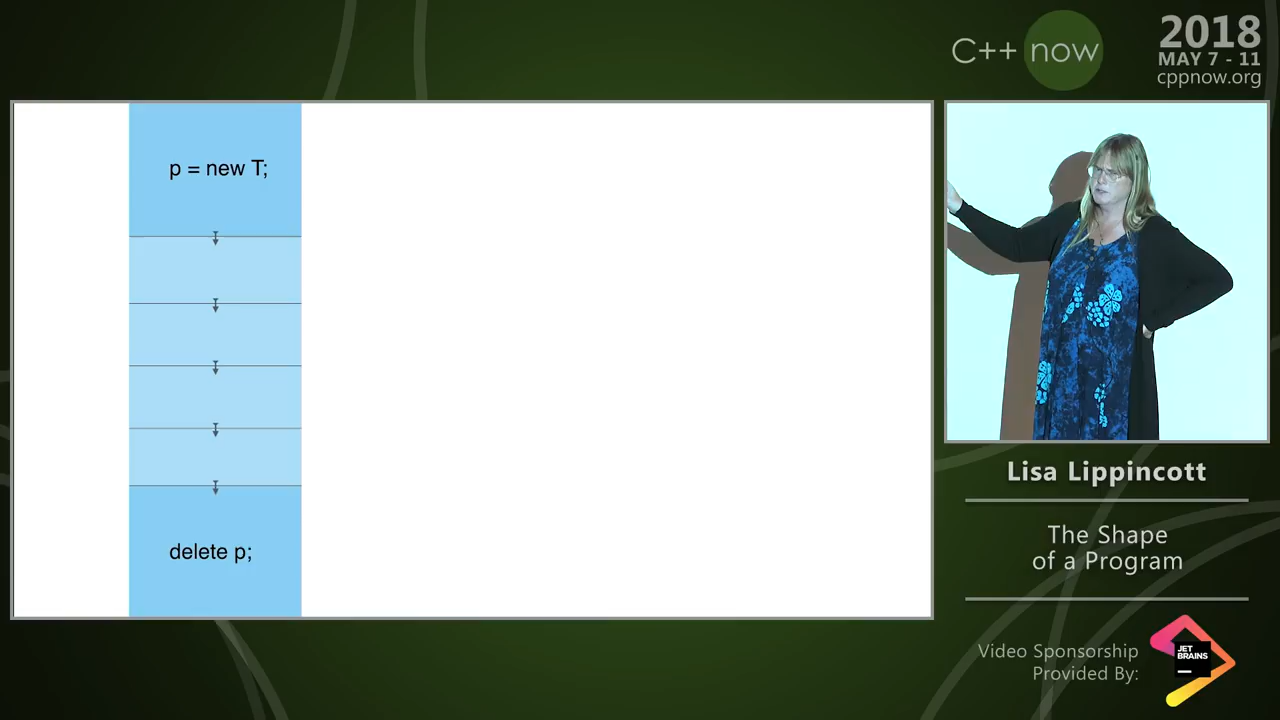 C++ now
2018
MAY 7 - 11
cppnow.org
p = new T;
delete p;
Lisa Lippincott
The Shape
of a Program
Video Sponsorship
Provided By:
JET
BRAINS